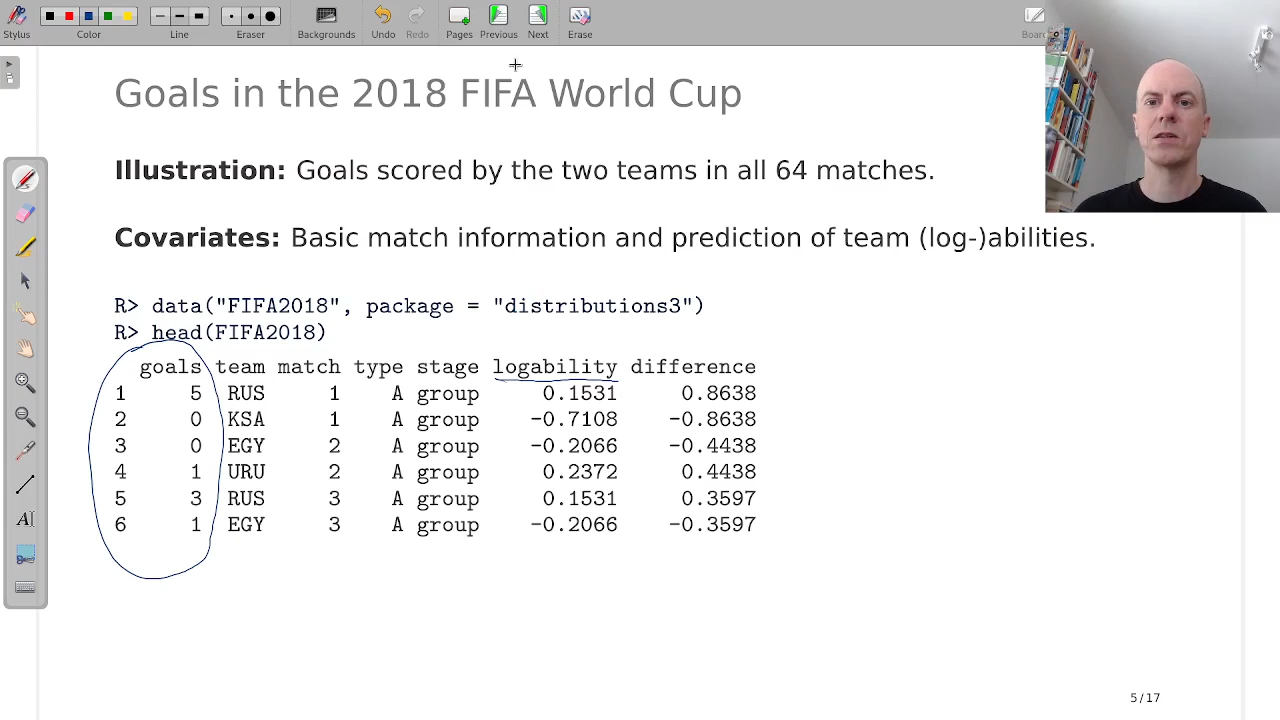 Stylus Color Line Eraser Backgrounds Undo Redo Pages Previous Next Erase
Goals in the 2018 FIFA World Cup
Illustration: Goals scored by the two teams in all 64 matches.
Covariates: Basic match information and prediction of team (log-)abilities.
R> data("FIFA2018", package = "distributions3")
R> head(FIFA2018)
goals team match type stage logability difference
1 5 RUS 1 A group 0.1531 0.8638
2 0 KSA 1 A group -0.7108 -0.8638
3 0 EGY 2 A group -0.2066 -0.4438
4 1 URU 2 A group 0.2372 0.4438
5 3 RUS 3 A group 0.1531 0.3597
6 1 EGY 3 A group -0.2066 -0.3597
5/17